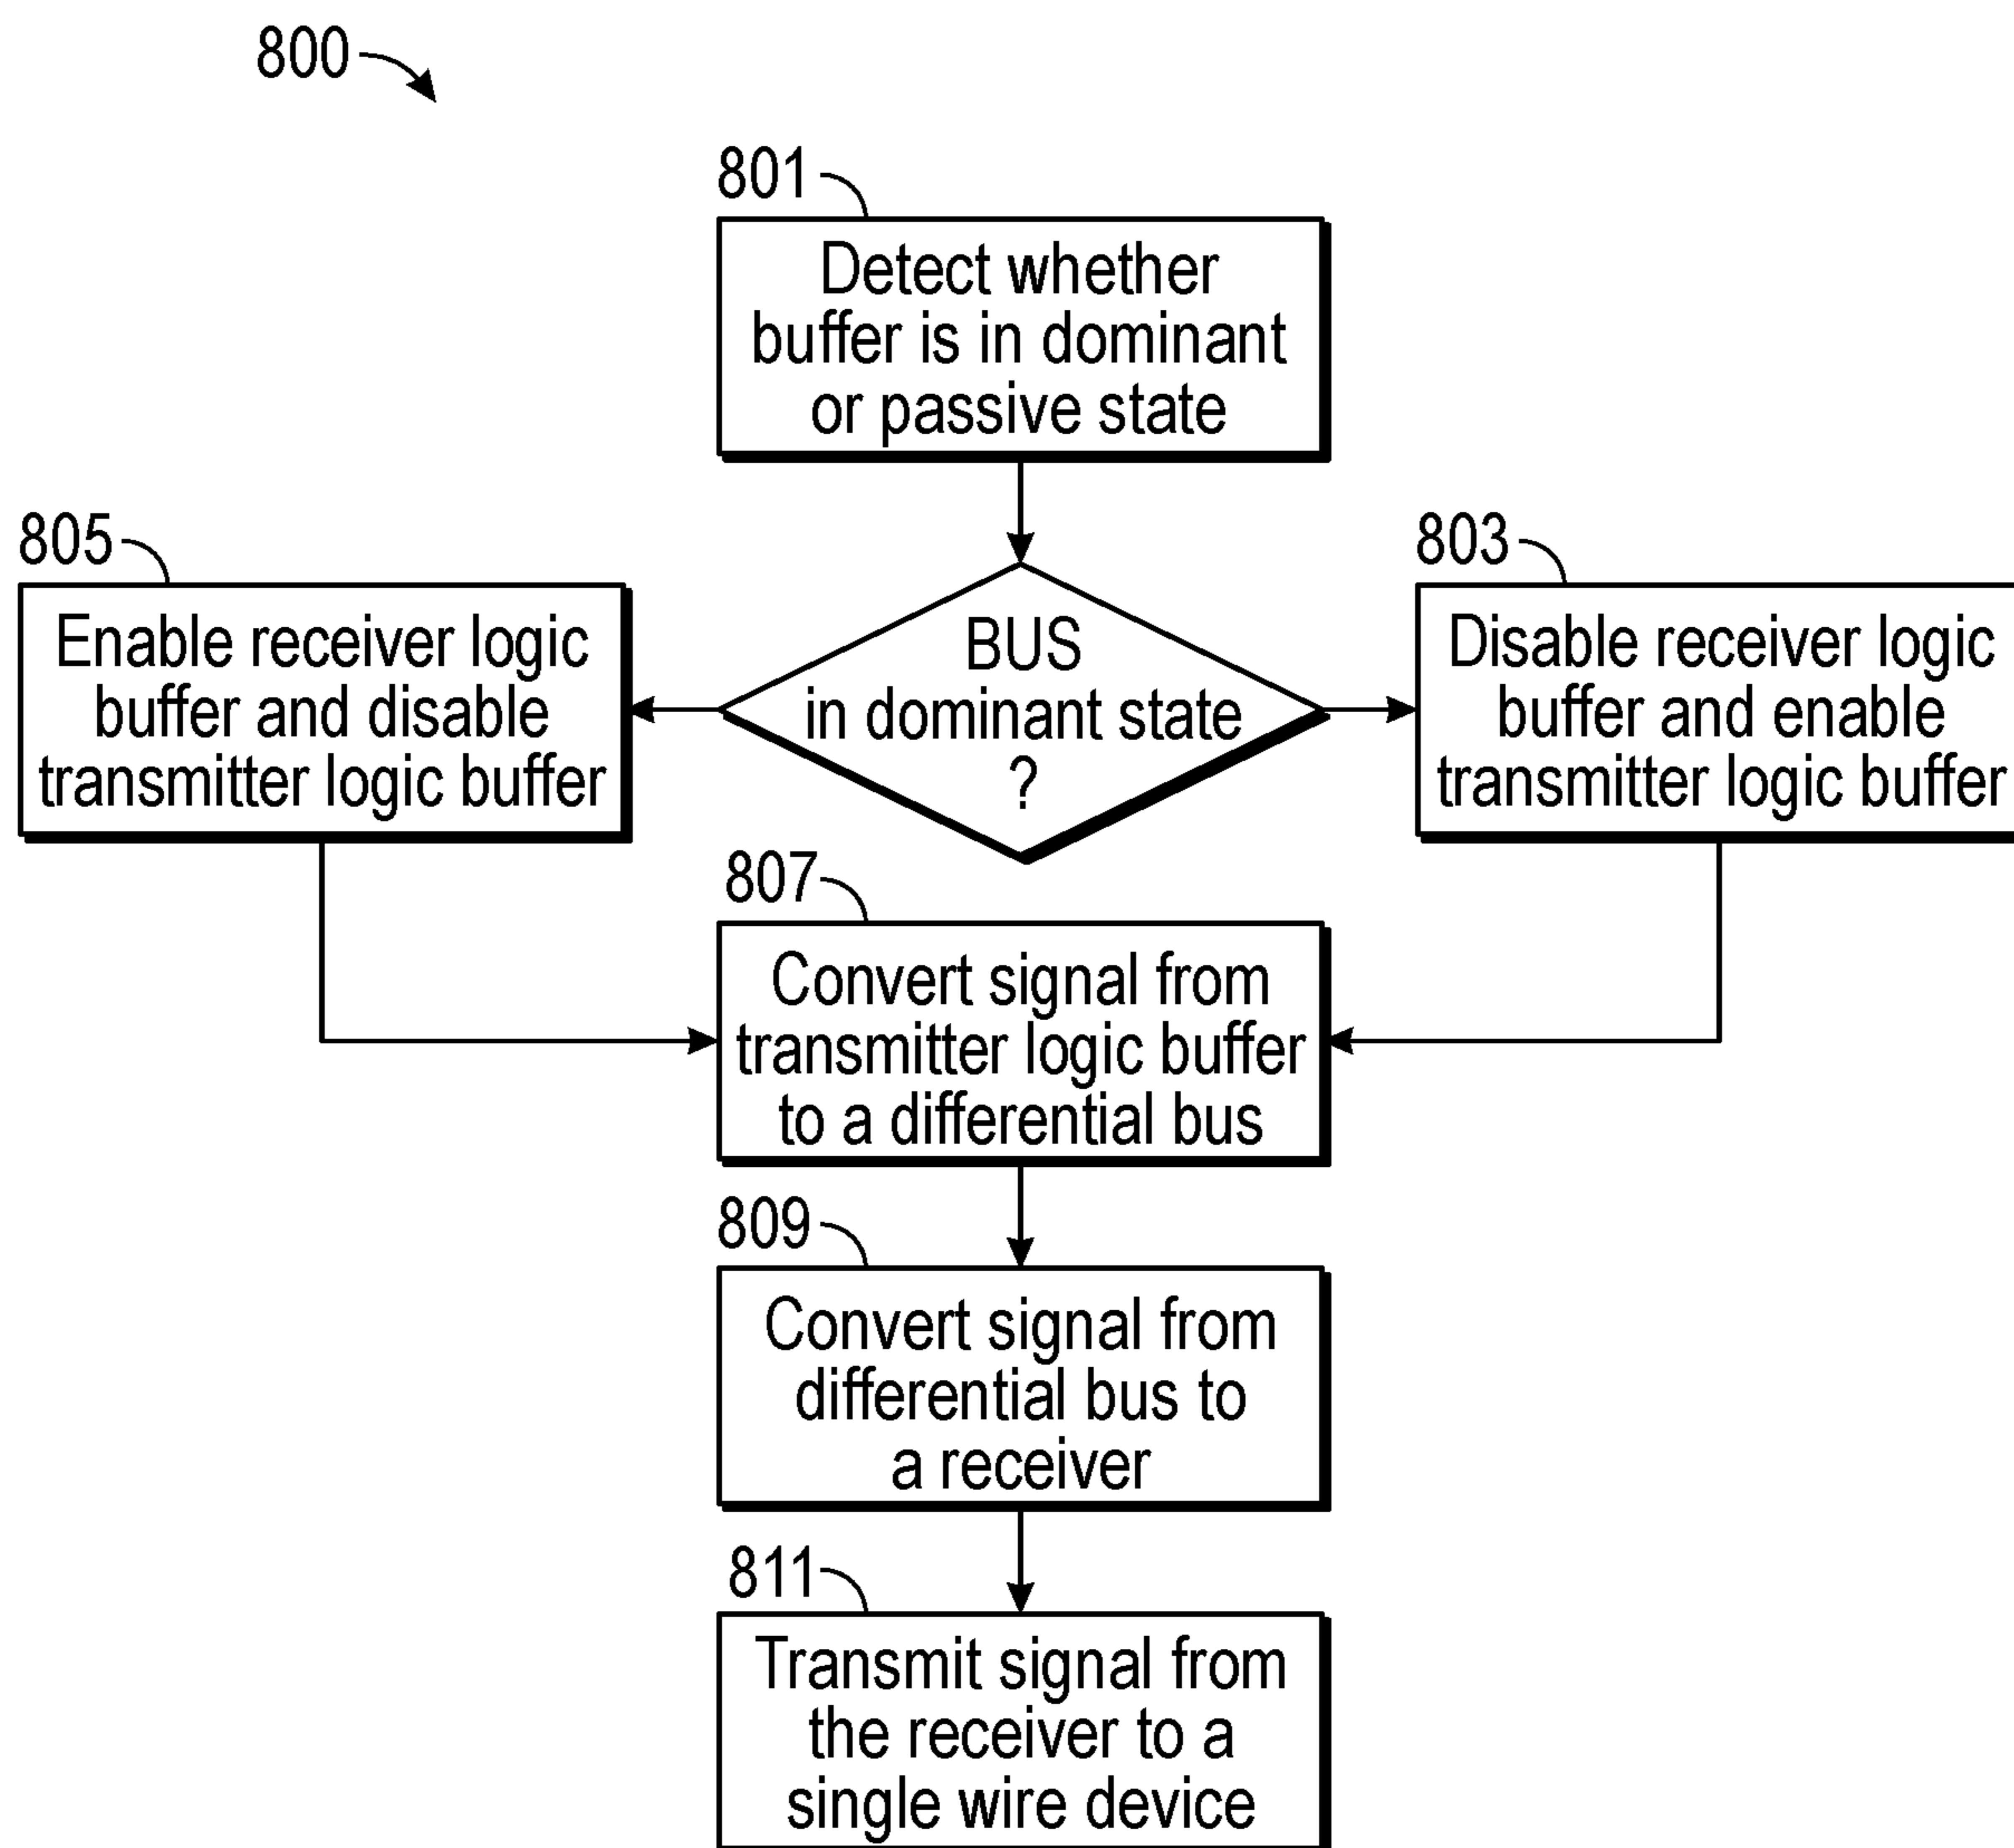 800
801
Detect whether
buffer is in dominant
or passive state
805
Enable receiver logic
buffer and disable
transmitter logic buffer
BUS
in dominant state
?
803
Disable receiver logic
buffer and enable
transmitter logic buffer
807
Convert signal from
transmitter logic buffer
to a differential bus
809
Convert signal from
differential bus to
a receiver
811
Transmit signal from
the receiver to a
single wire device